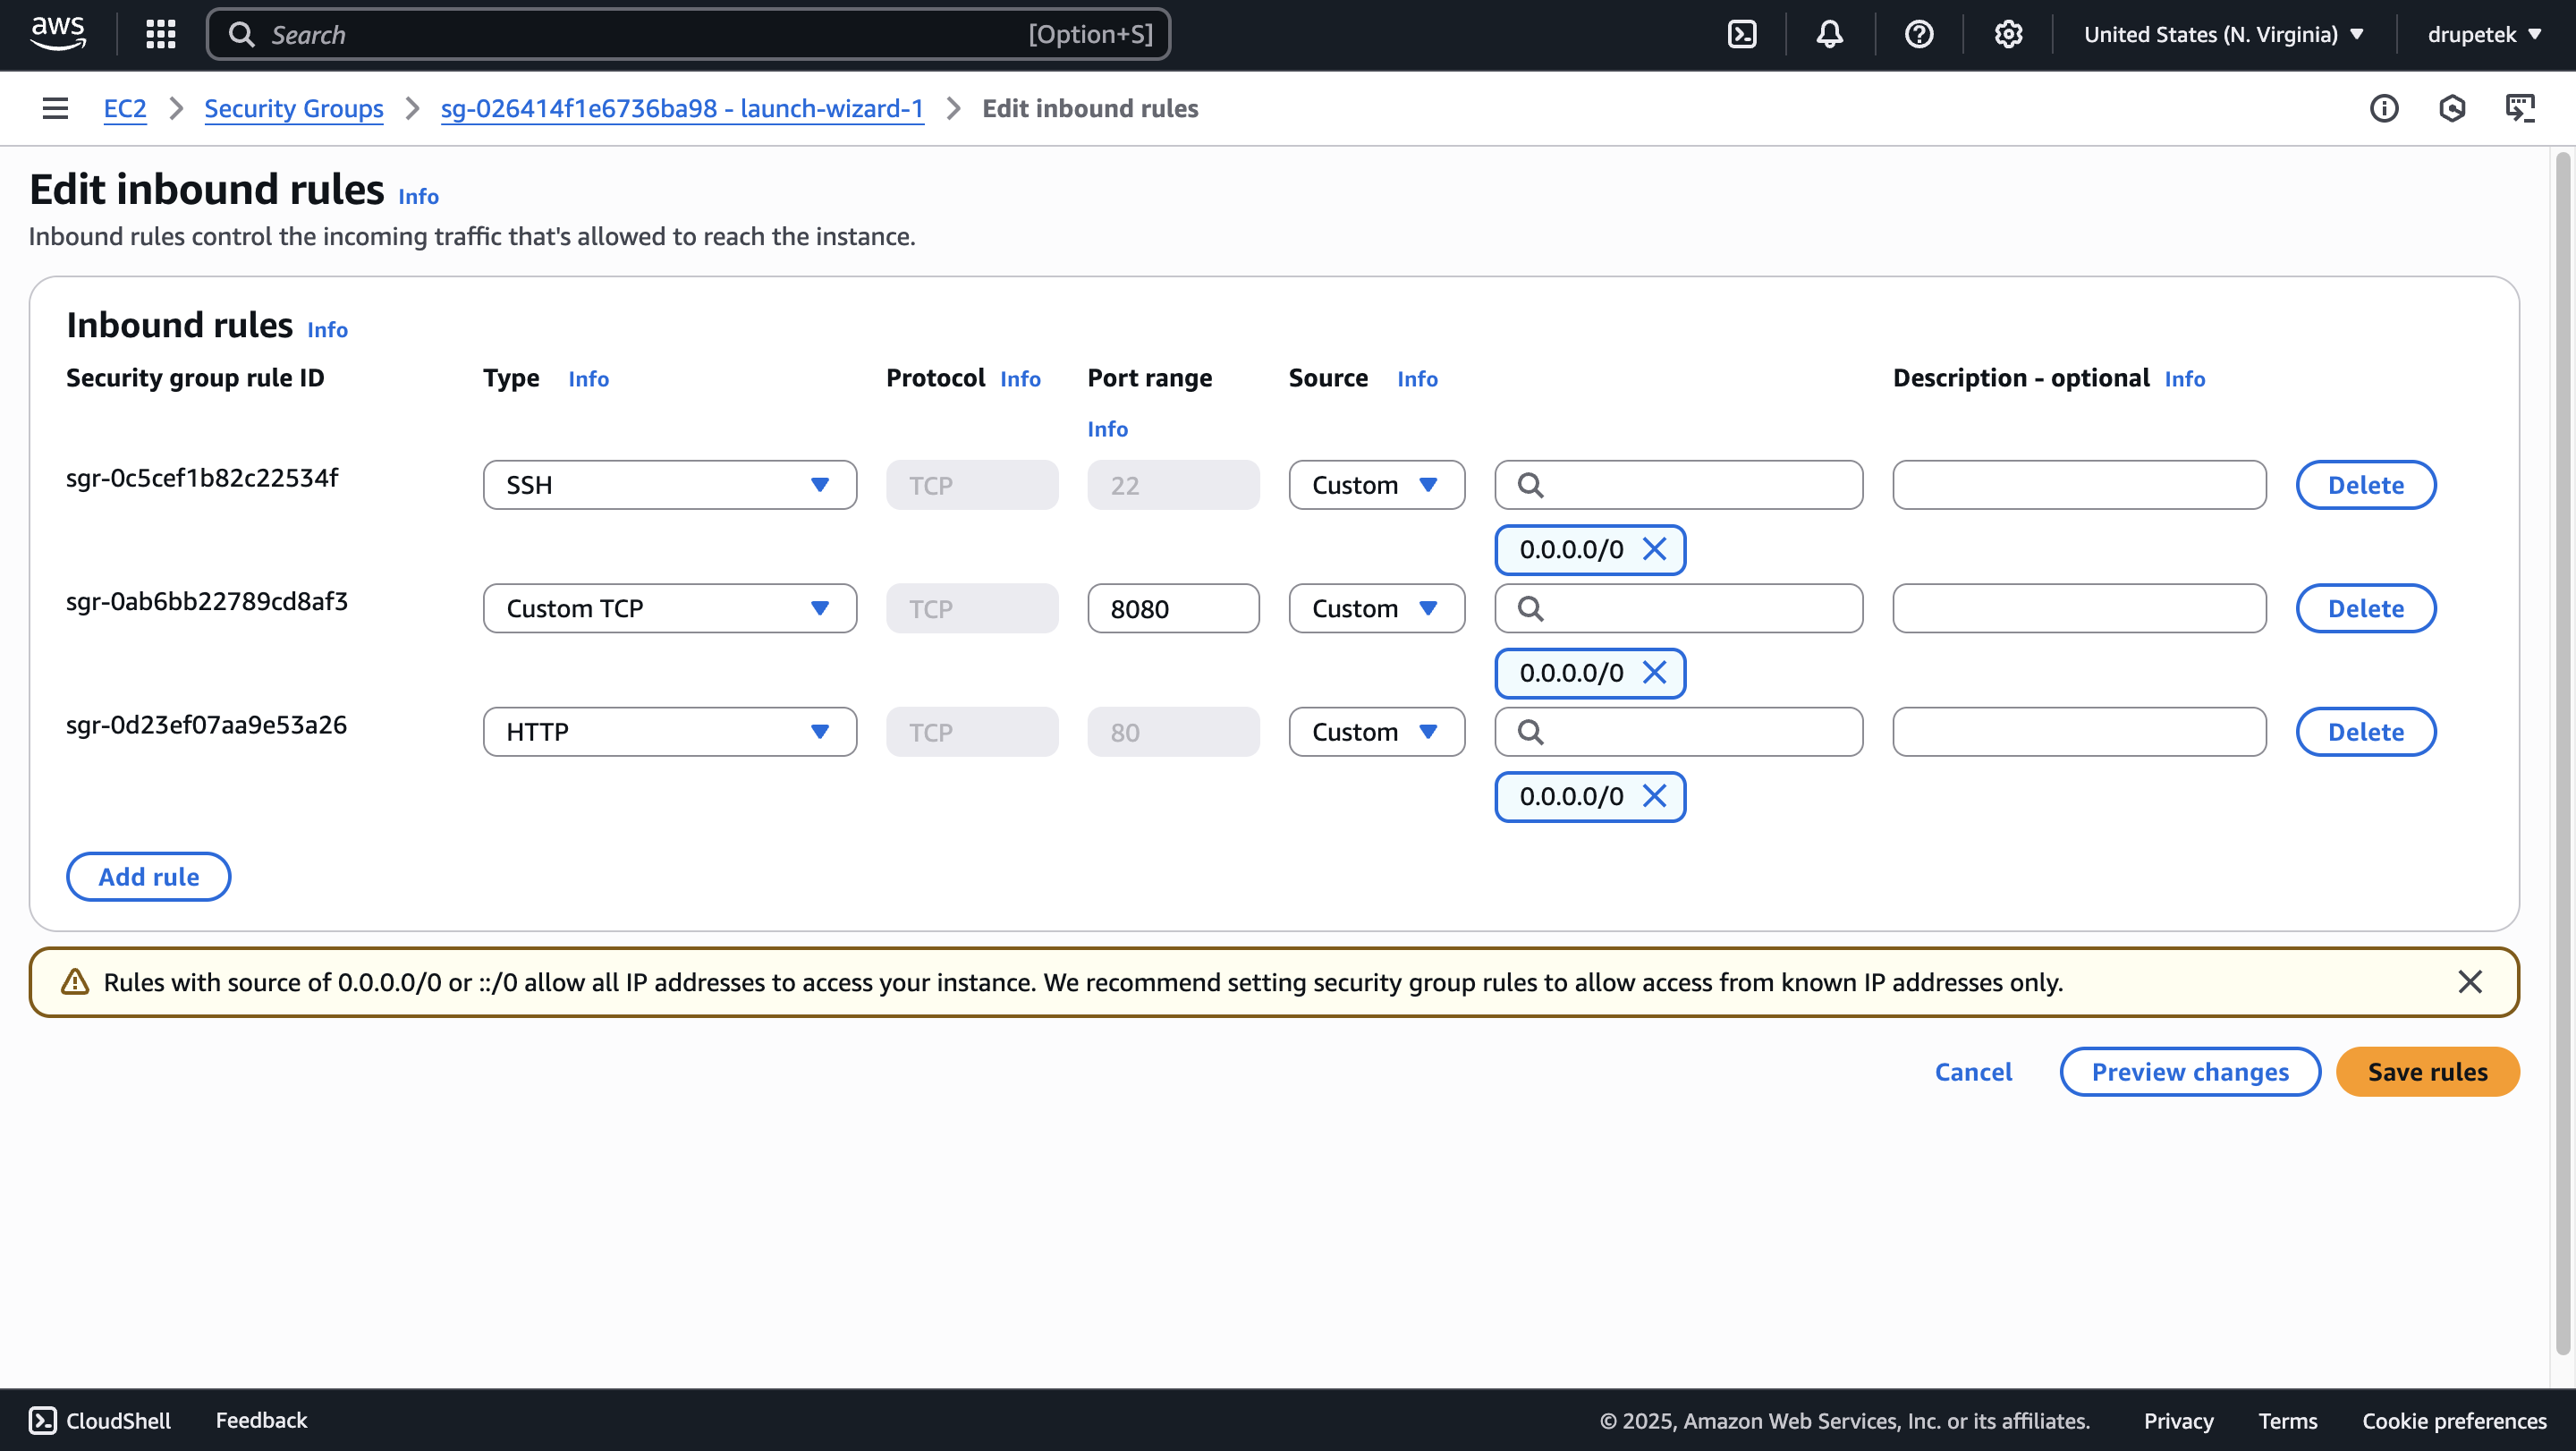 aws
Search [Option+S] United States (N. Virginia) drupetek
EC2 Security Groups sg-026414f1e6736ba98 - launch-wizard-1 Edit inbound rules
Edit inbound rules Info
Inbound rules control the incoming traffic that's allowed to reach the instance.
Inbound rules Info
Security group rule ID Type Info Protocol Info Port range Source Info Description - optional Info
Info
sgr-0c5cef1b82c22534f SSH TCP 22 Custom Delete
0.0.0.0/0
sgr-0ab6bb22789cd8af3 Custom TCP TCP 8080 Custom Delete
0.0.0.0/0
sgr-0d23ef07aa9e53a26 HTTP TCP 80 Custom Delete
0.0.0.0/0
Add rule
Rules with source of 0.0.0.0/0 or ::/0 allow all IP addresses to access your instance. We recommend setting security group rules to allow access from known IP addresses only.
Cancel Preview changes Save rules
CloudShell Feedback © 2025, Amazon Web Services, Inc. or its affiliates. Privacy Terms Cookie preferences